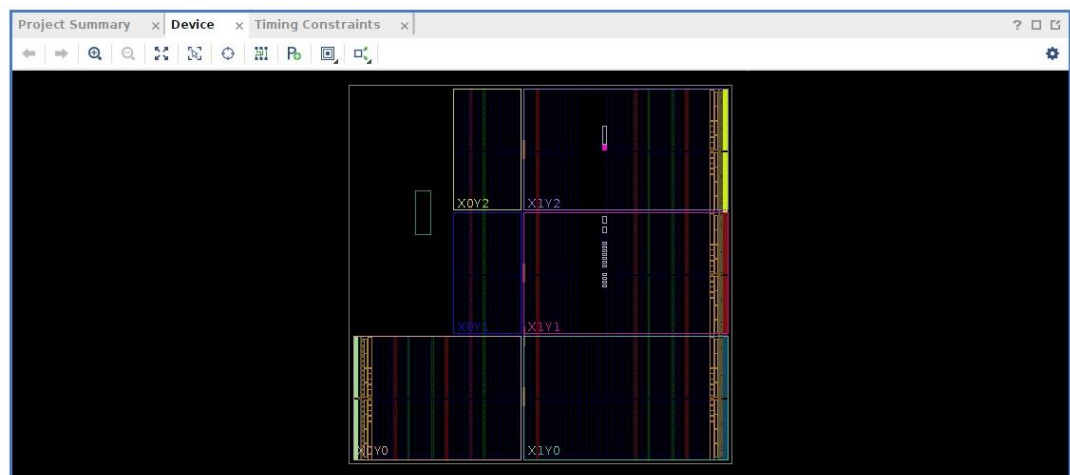 Project Summary × Device × Timing Constraints × ?
X0Y2 X1Y2
X0Y1 X1Y1
X0Y0 X1Y0